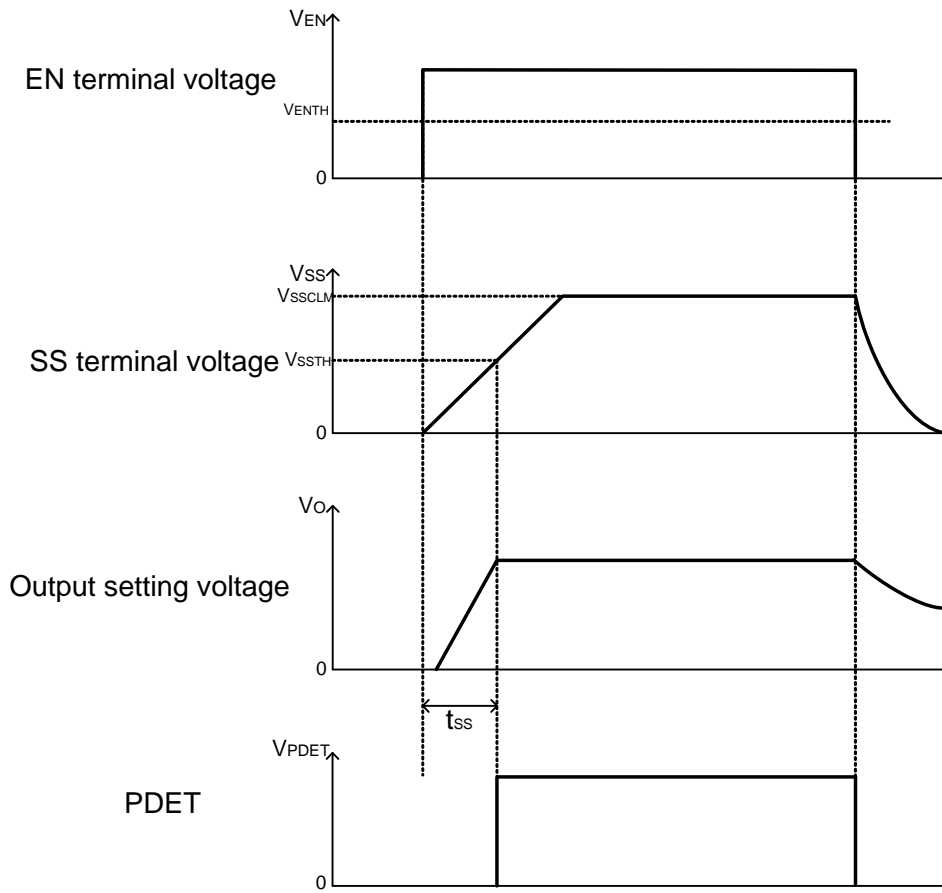 VEN
EN terminal voltage
VENTH
0
VSS
VSSCLM
SS terminal voltage
VSSTH
0
VO
Output setting voltage
0
tss
VPDET
PDET
0